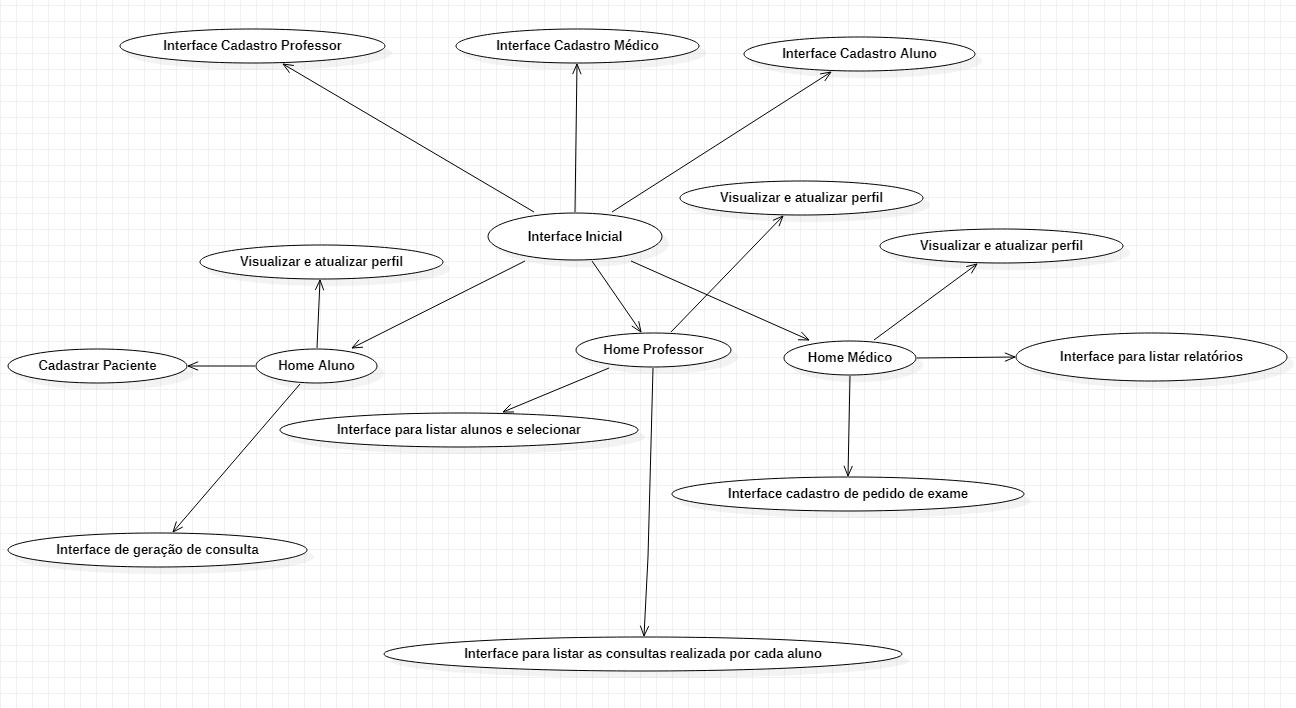 Interface Cadastro Professor
Interface Cadastro Médico
Interface Cadastro Aluno
Visualizar e atualizar perfil
Interface Inicial
Visualizar e atualizar perfil
Visualizar e atualizar perfil
Home Professor
Home Médico
Interface para listar relatórios
Cadastrar Paciente
Home Aluno
Interface para listar alunos e selecionar
Interface cadastro de pedido de exame
Interface de geração de consulta
Interface para listar as consultas realizada por cada aluno